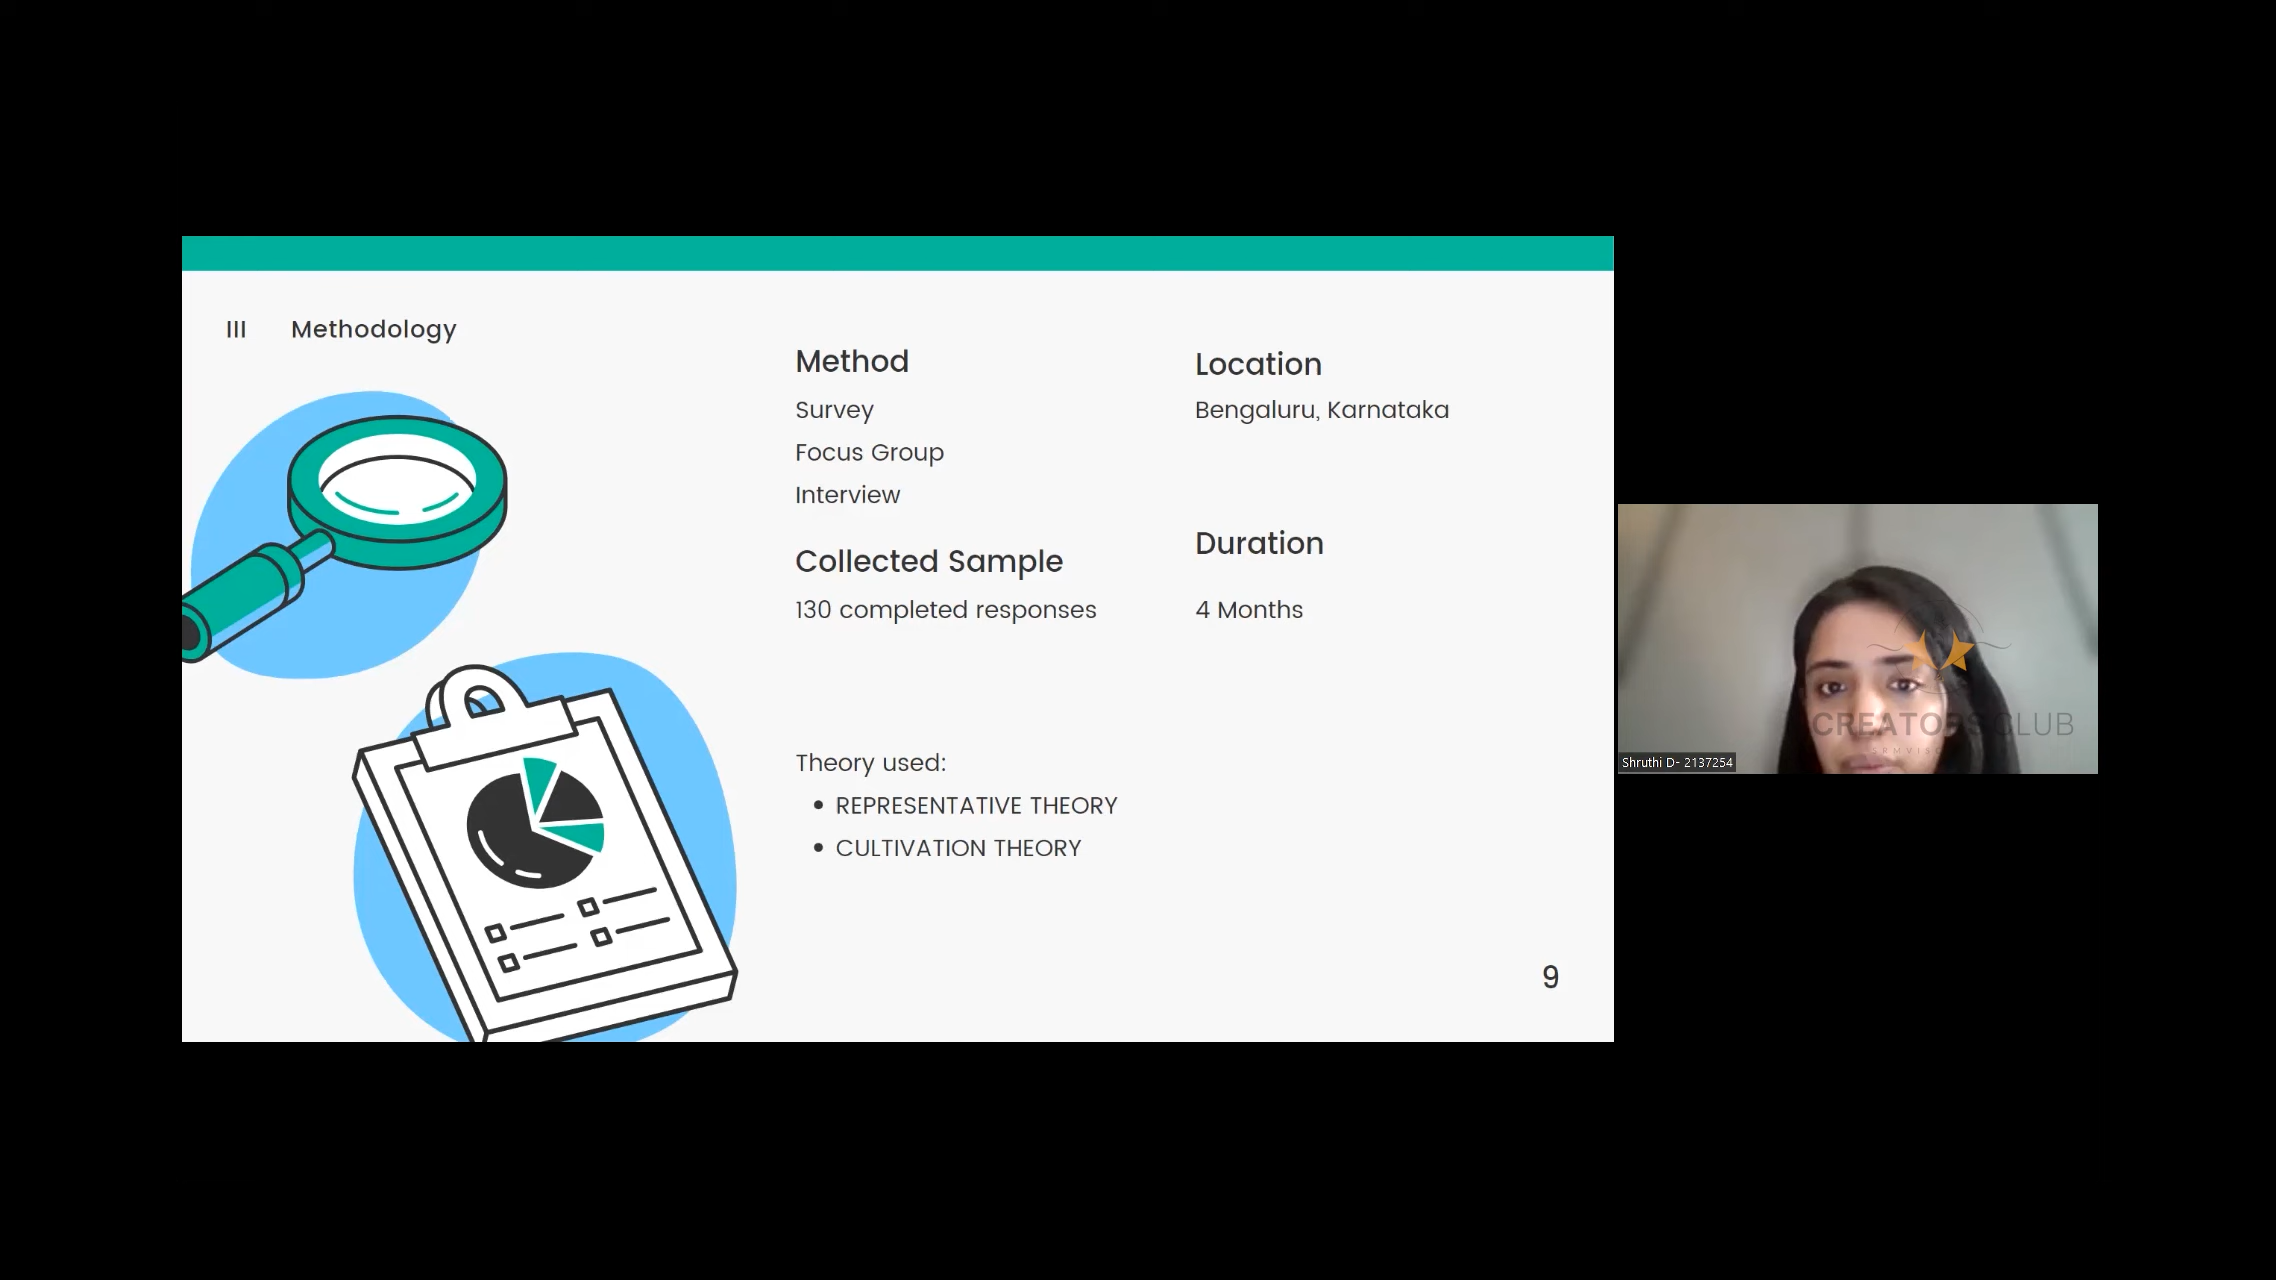 III Methodology
Method
Survey
Focus Group
Interview
Collected Sample
130 completed responses
Location
Bengaluru, Karnataka
Duration
4 Months
Theory used:
• REPRESENTATIVE THEORY
• CULTIVATION THEORY
9
CREATORS CLUB
Shruthi D- 2137254